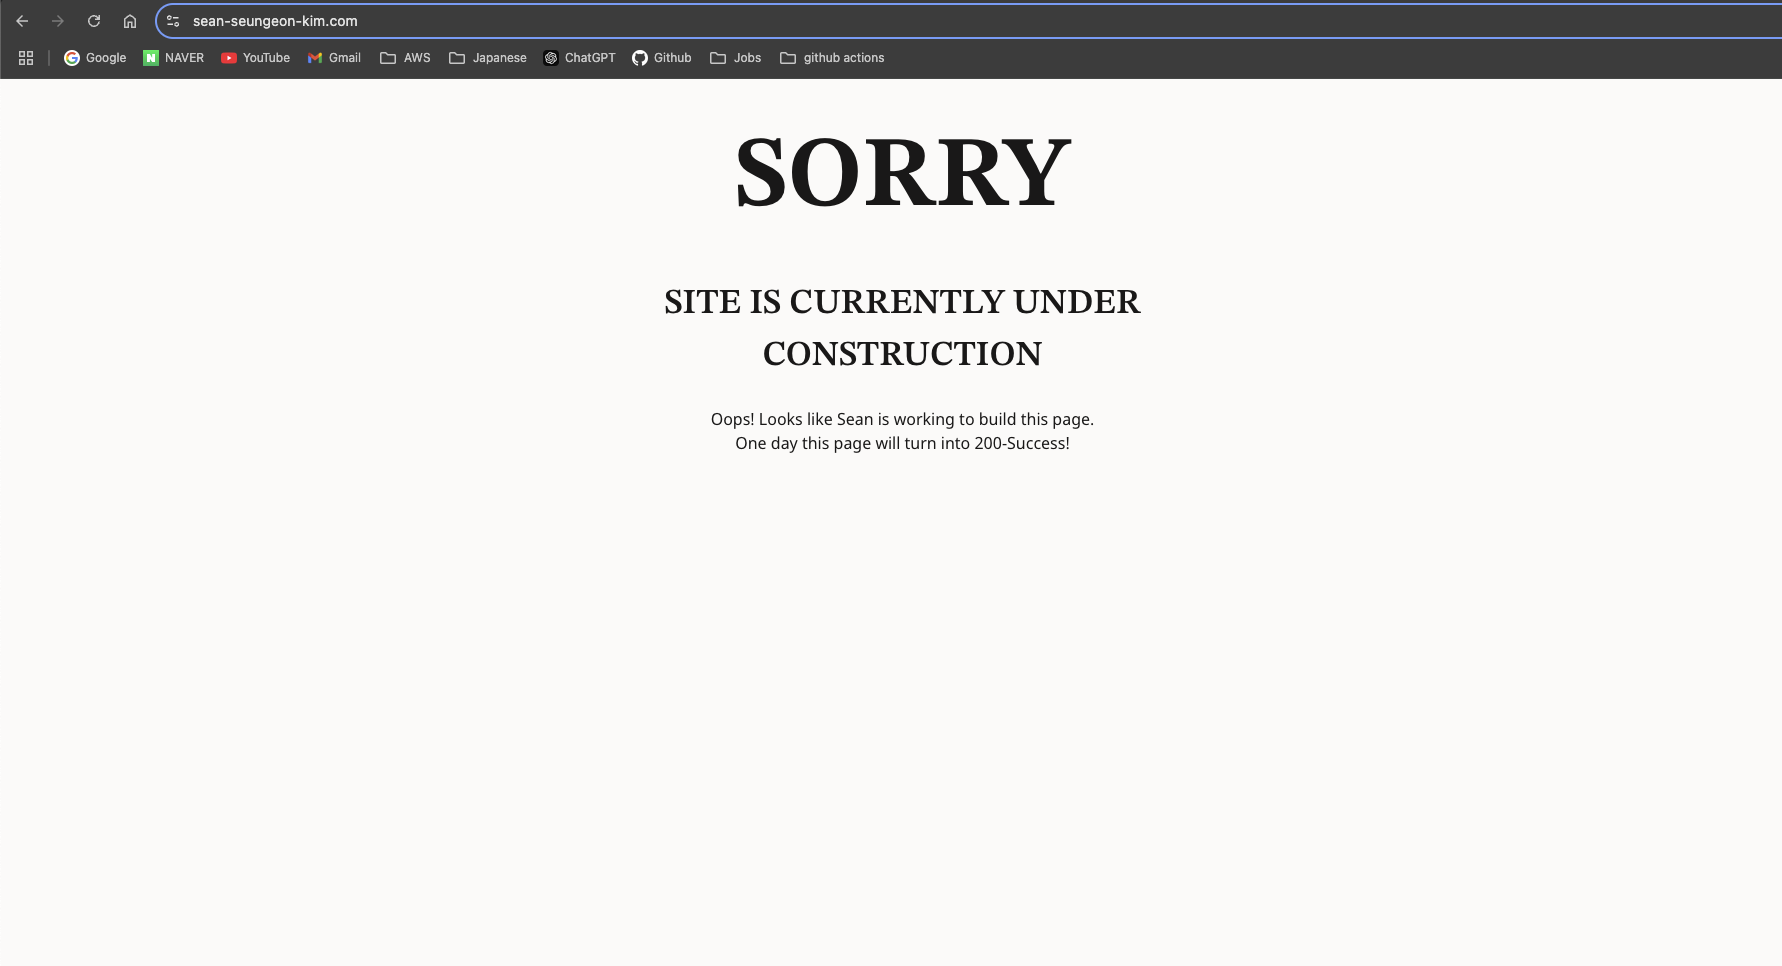 sean-seungeon-kim.com
Google NAVER YouTube Gmail AWS Japanese ChatGPT Github Jobs github actions
SORRY
SITE IS CURRENTLY UNDER
CONSTRUCTION
Oops! Looks like Sean is working to build this page.
One day this page will turn into 200-Success!